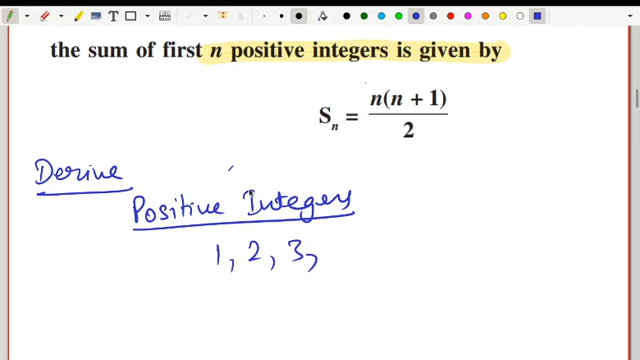 the sum of first n positive integers is given by
Sₙ = n(n + 1)/2
Derive
Positive Integers
1, 2, 3,